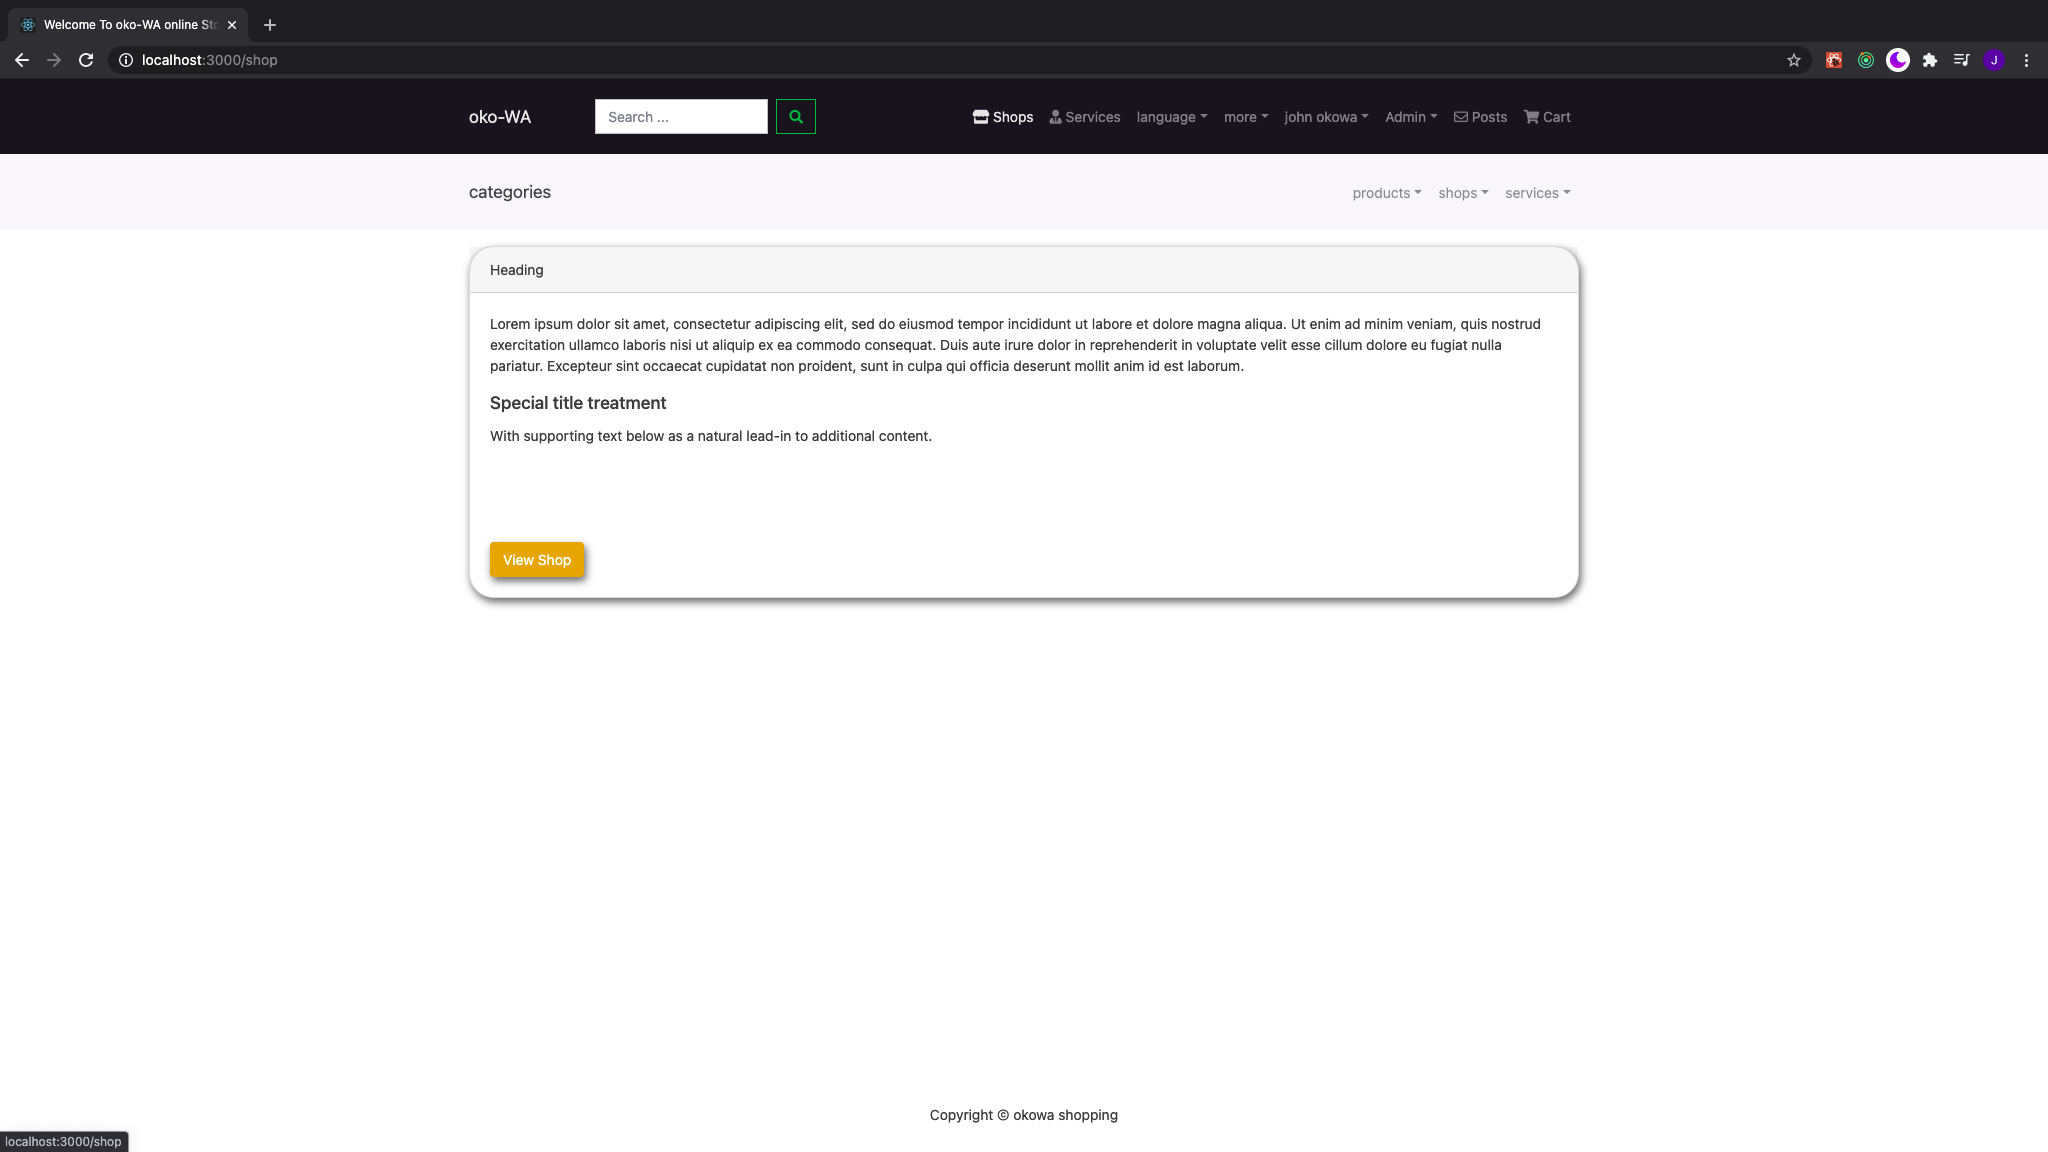 Welcome To oko-WA online Sto
localhost:3000/shop
J
oko-WA
Search ...
Shops
Services
language
more
john okowa
Admin
Posts
Cart
categories
products
shops
services
Heading
Lorem ipsum dolor sit amet, consectetur adipiscing elit, sed do eiusmod tempor incididunt ut labore et dolore magna aliqua. Ut enim ad minim veniam, quis nostrud
exercitation ullamco laboris nisi ut aliquip ex ea commodo consequat. Duis aute irure dolor in reprehenderit in voluptate velit esse cillum dolore eu fugiat nulla
pariatur. Excepteur sint occaecat cupidatat non proident, sunt in culpa qui officia deserunt mollit anim id est laborum.
Special title treatment
With supporting text below as a natural lead-in to additional content.
View Shop
Copyright © okowa shopping
localhost:3000/shop